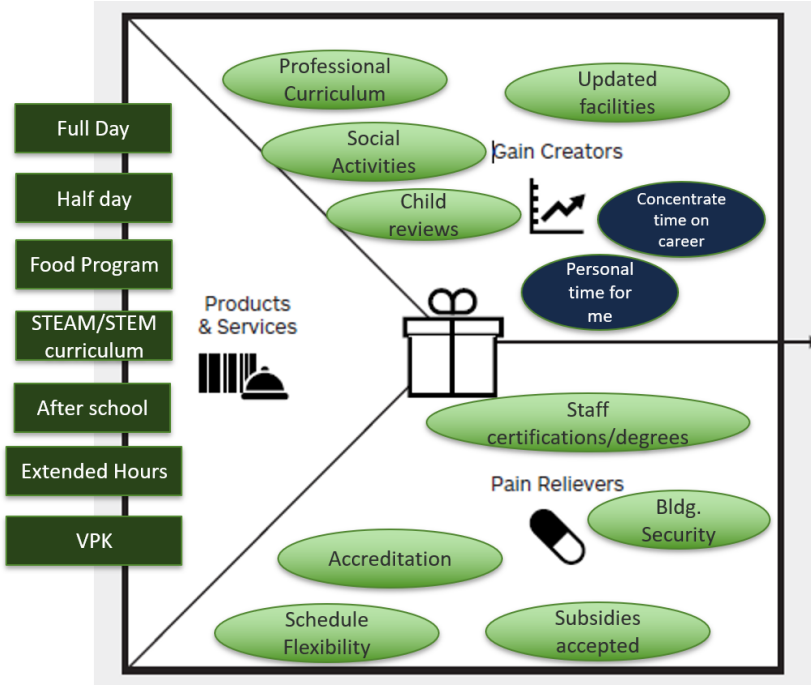 Professional
Curriculum
Updated
facilities
Full Day
Social
Activities
Gain Creators
Half day
Child
reviews
Concentrate
time on
career
Food Program
Personal
time for
me
Products
& Services
STEAM/STEM
curriculum
After school
Staff
certifications/degrees
Extended Hours
Pain Relievers
Bldg.
Security
VPK
Accreditation
Schedule
Flexibility
Subsidies
accepted